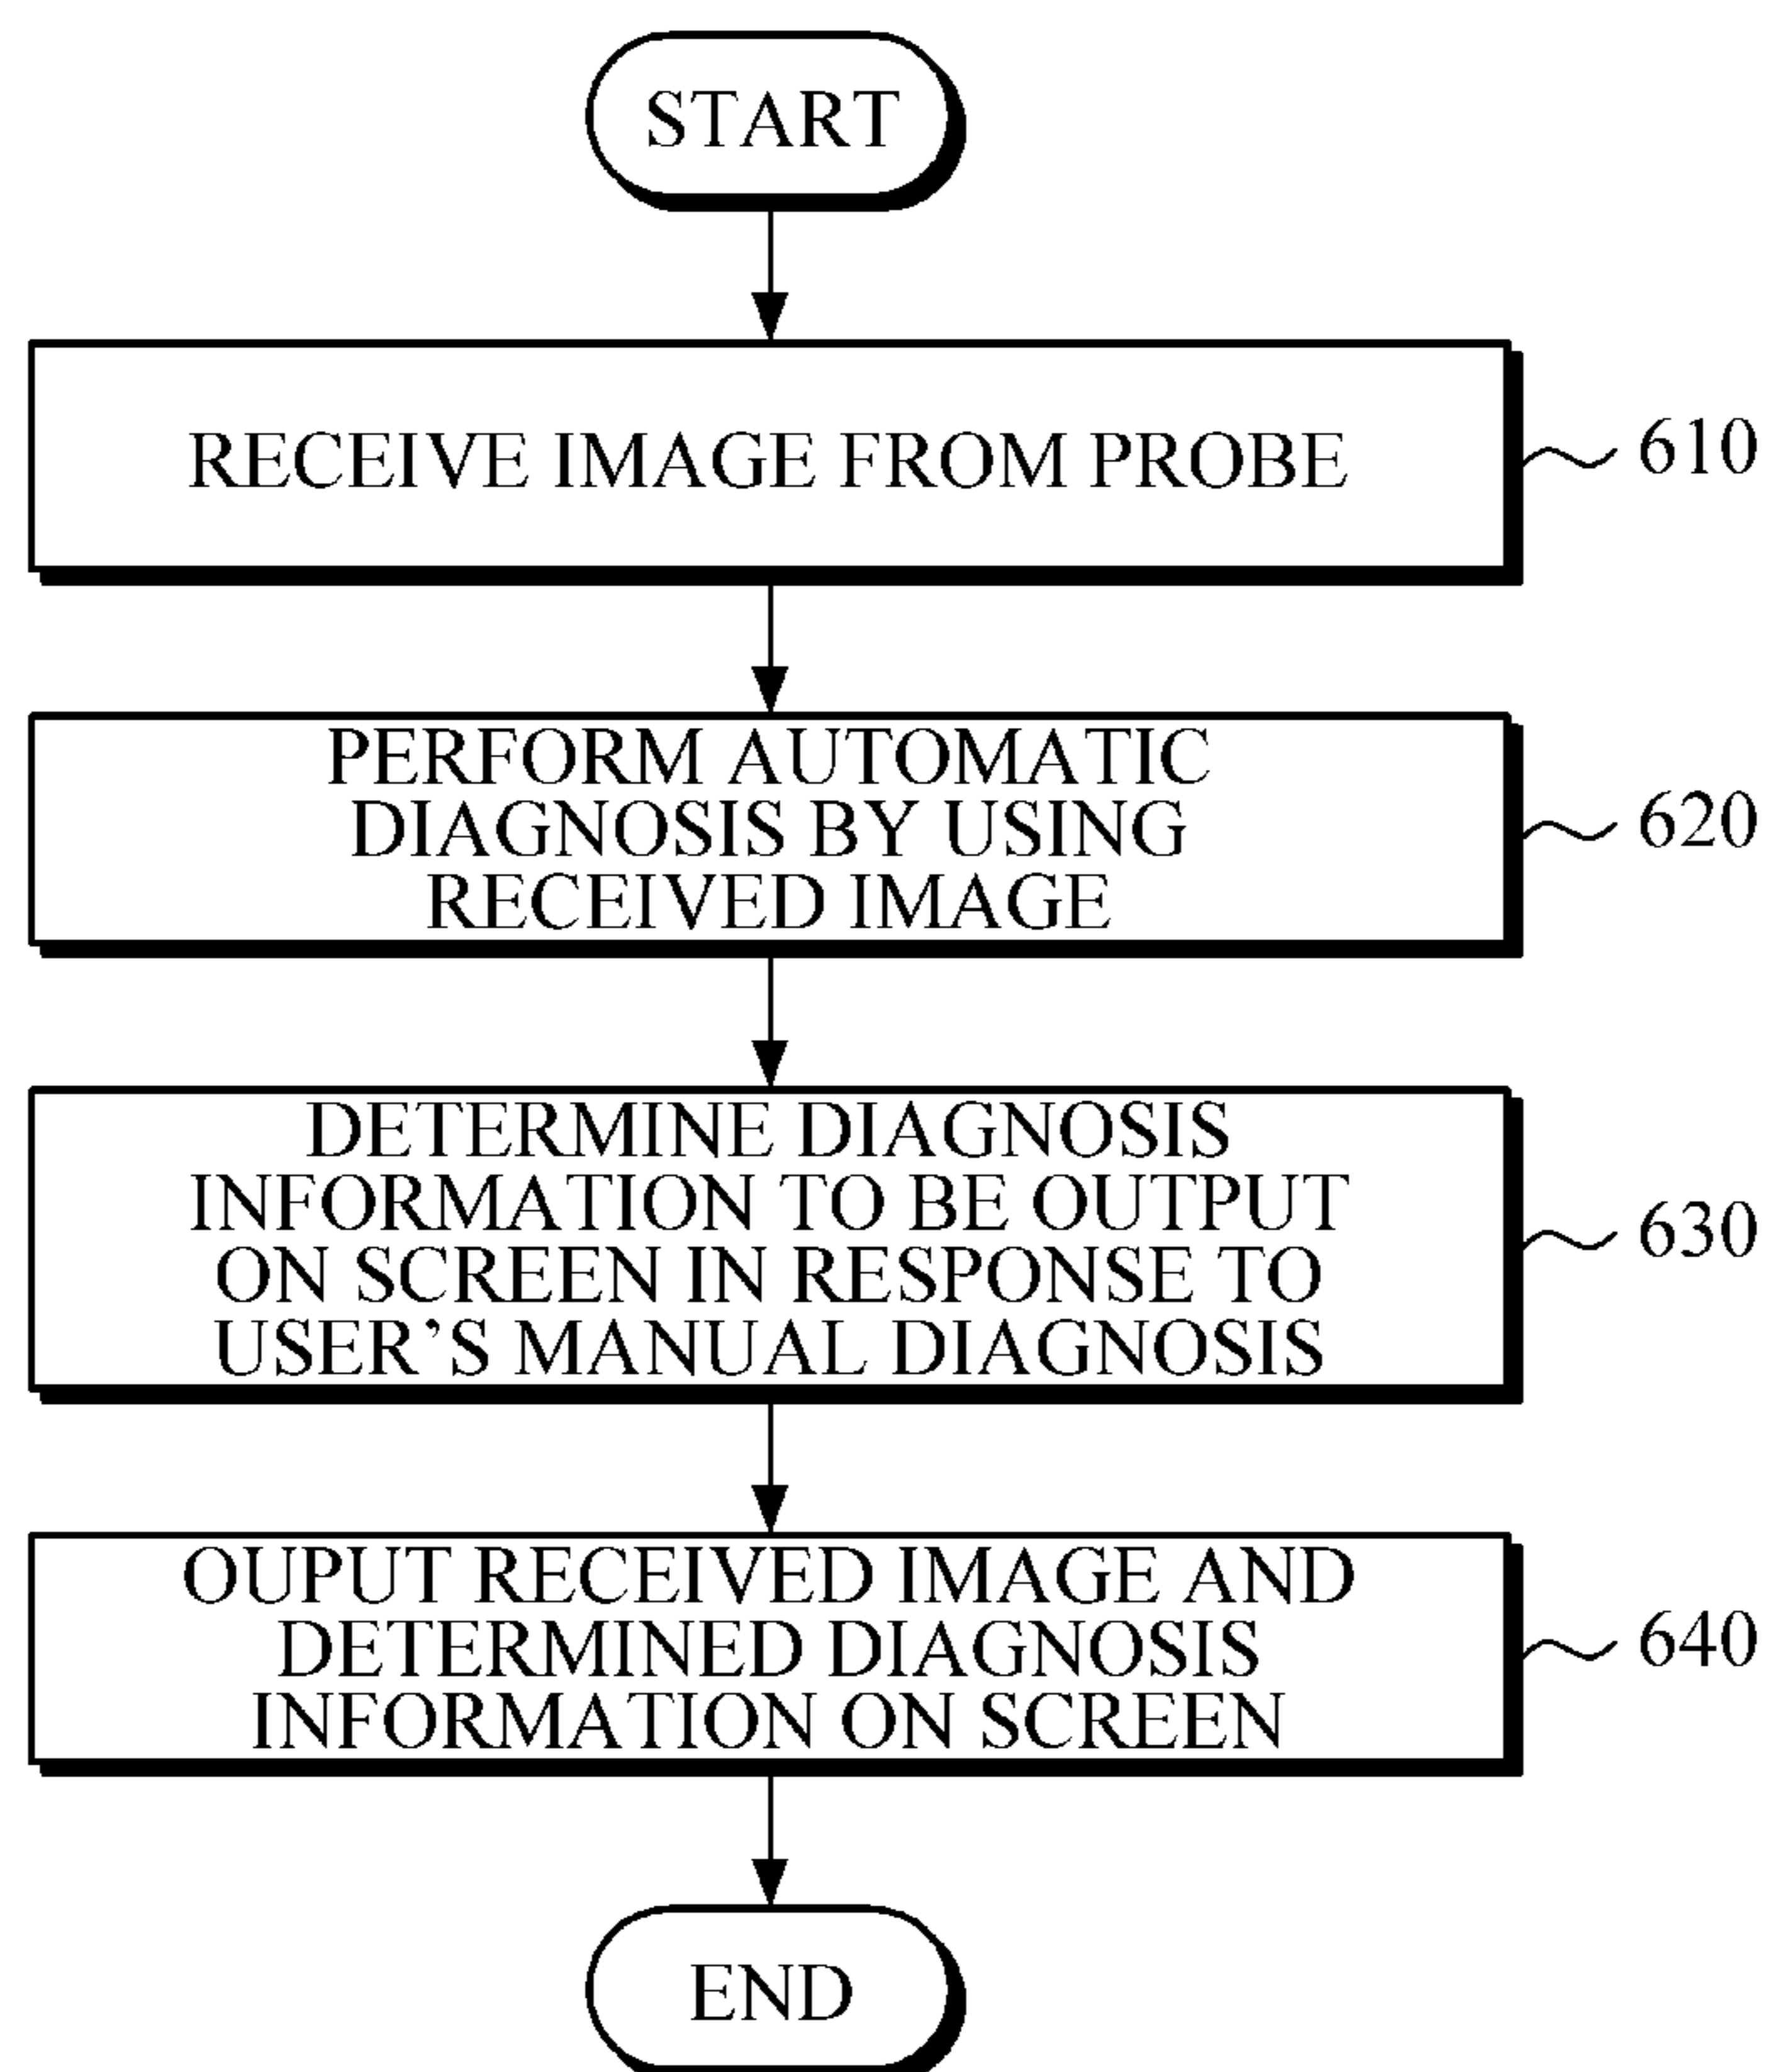 START
RECEIVE IMAGE FROM PROBE
610
PERFORM AUTOMATIC
DIAGNOSIS BY USING
RECEIVED IMAGE
620
DETERMINE DIAGNOSIS
INFORMATION TO BE OUTPUT
ON SCREEN IN RESPONSE TO
USER’S MANUAL DIAGNOSIS
630
OUPUT RECEIVED IMAGE AND
DETERMINED DIAGNOSIS
INFORMATION ON SCREEN
640
END